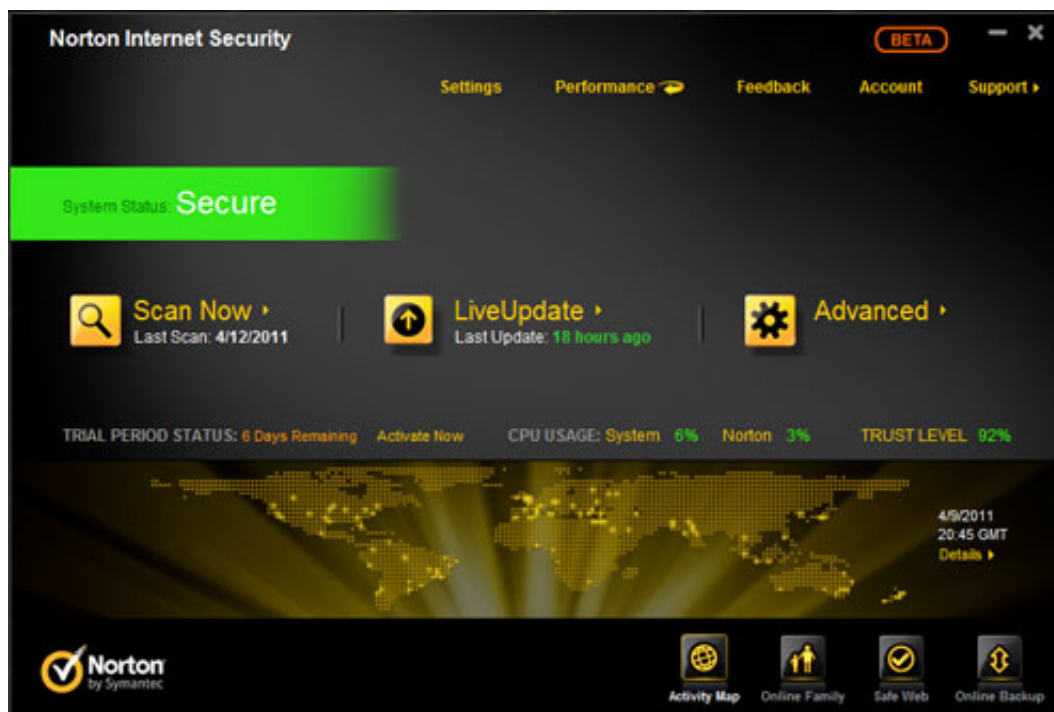 Norton Internet Security BETA
Settings Performance Feedback Account Support
System Status: Secure
Scan Now LiveUpdate Advanced
Last Scan: 4/12/2011 Last Update: 18 hours ago
TRIAL PERIOD STATUS: 6 Days Remaining Activate Now CPU USAGE: System 6% Norton 3% TRUST LEVEL 92%
4/9/2011
20:45 GMT
Details
Norton
by Symantec
Activity Map Online Family Safe Web Online Backup